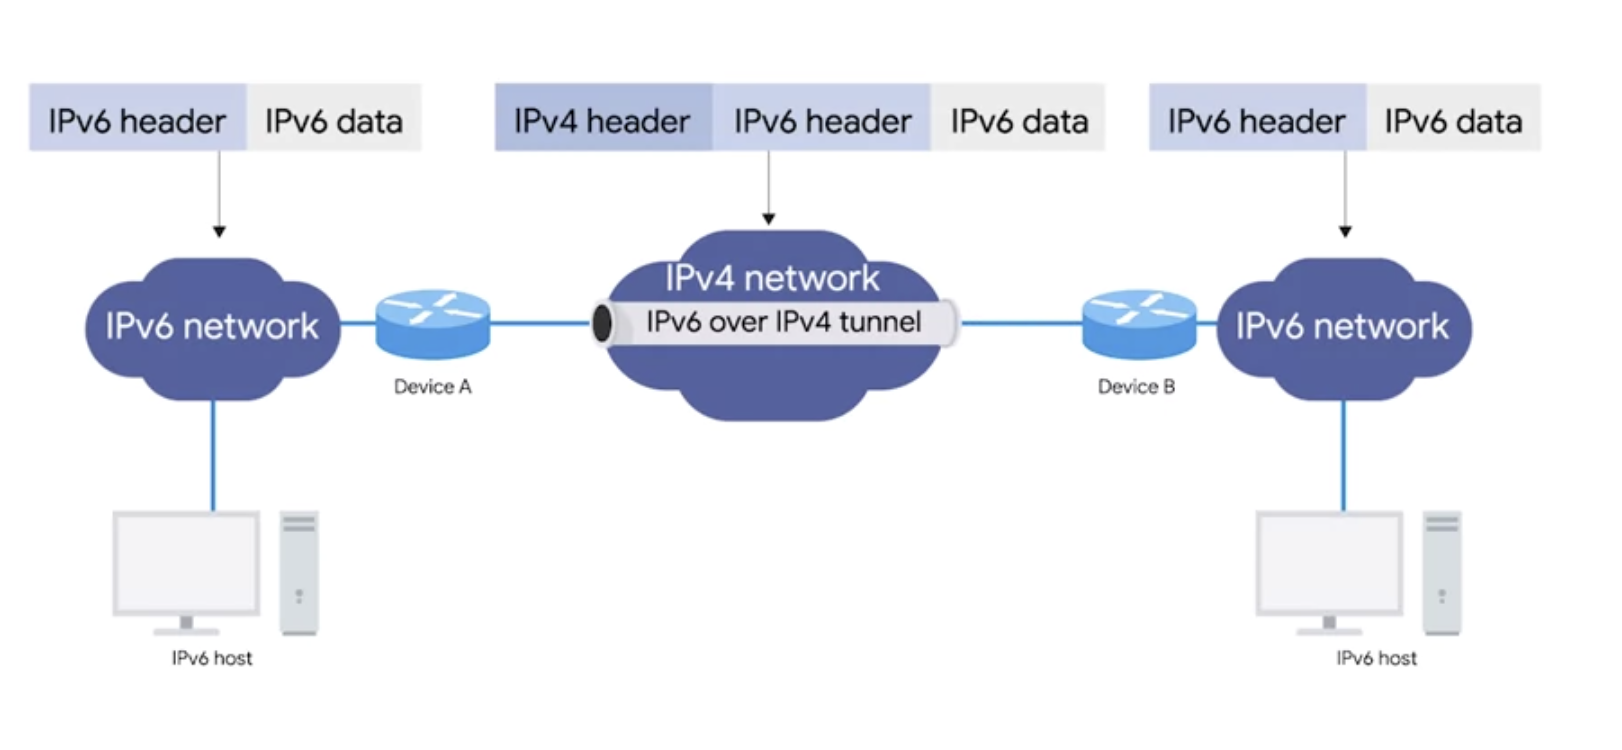 IPv6 header IPv6 data
IPv4 header IPv6 header IPv6 data
IPv6 header IPv6 data
IPv6 network
Device A
IPv4 network
IPv6 over IPv4 tunnel
Device B
IPv6 network
IPv6 host
IPv6 host